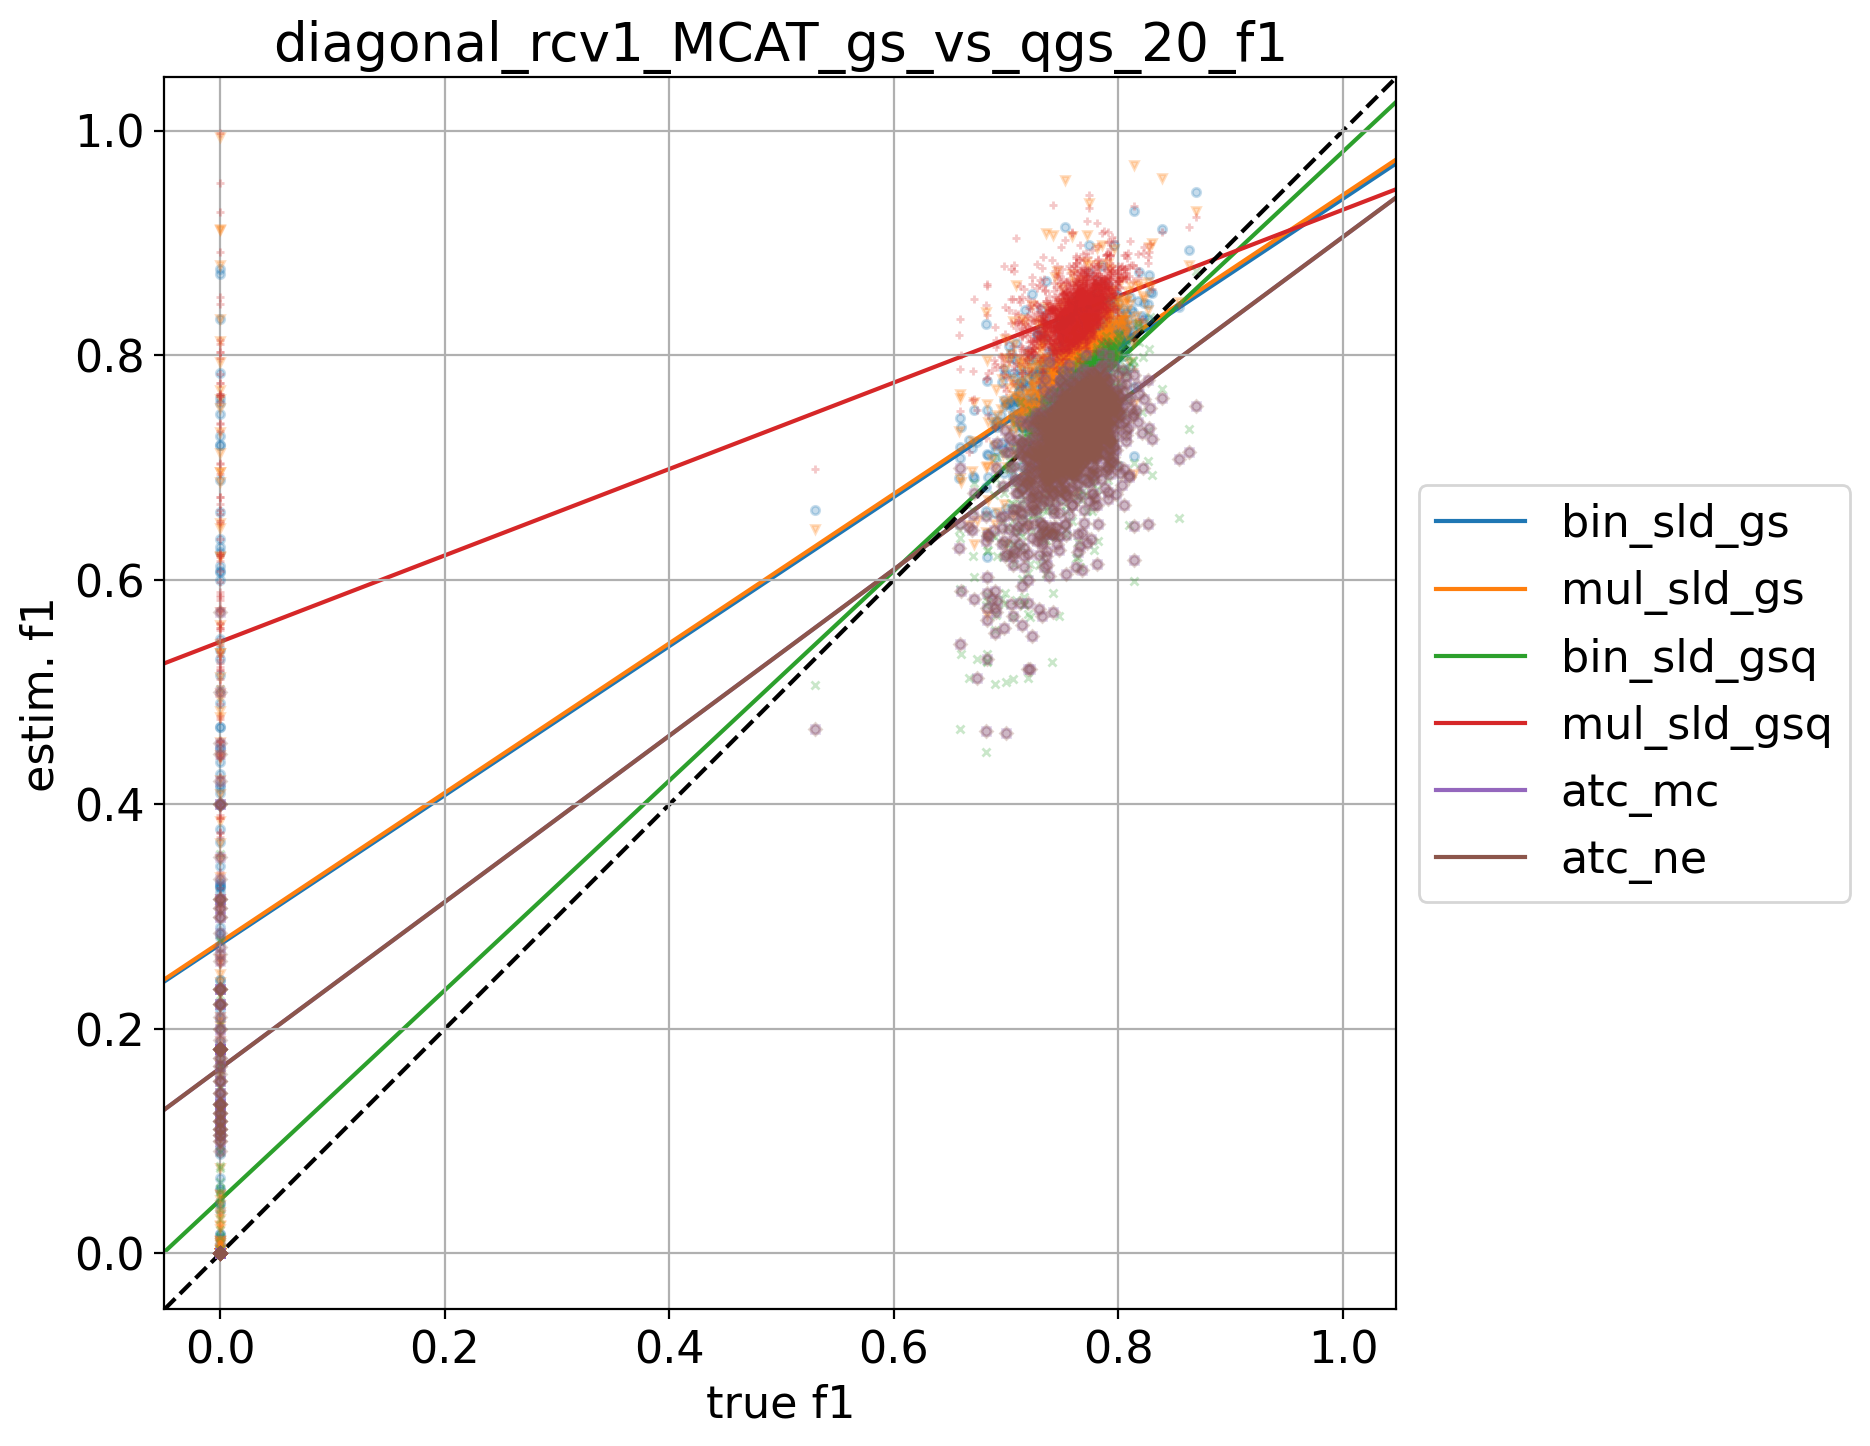 diagonal_rcv1_MCAT_gs_vs_qgs_20_f1
1.0
0.8
0.6
0.4
0.2
0.0
estim. f1
0.0 0.2 0.4 0.6 0.8 1.0
true f1
bin_sld_gs
mul_sld_gs
bin_sld_gsq
mul_sld_gsq
atc_mc
atc_ne